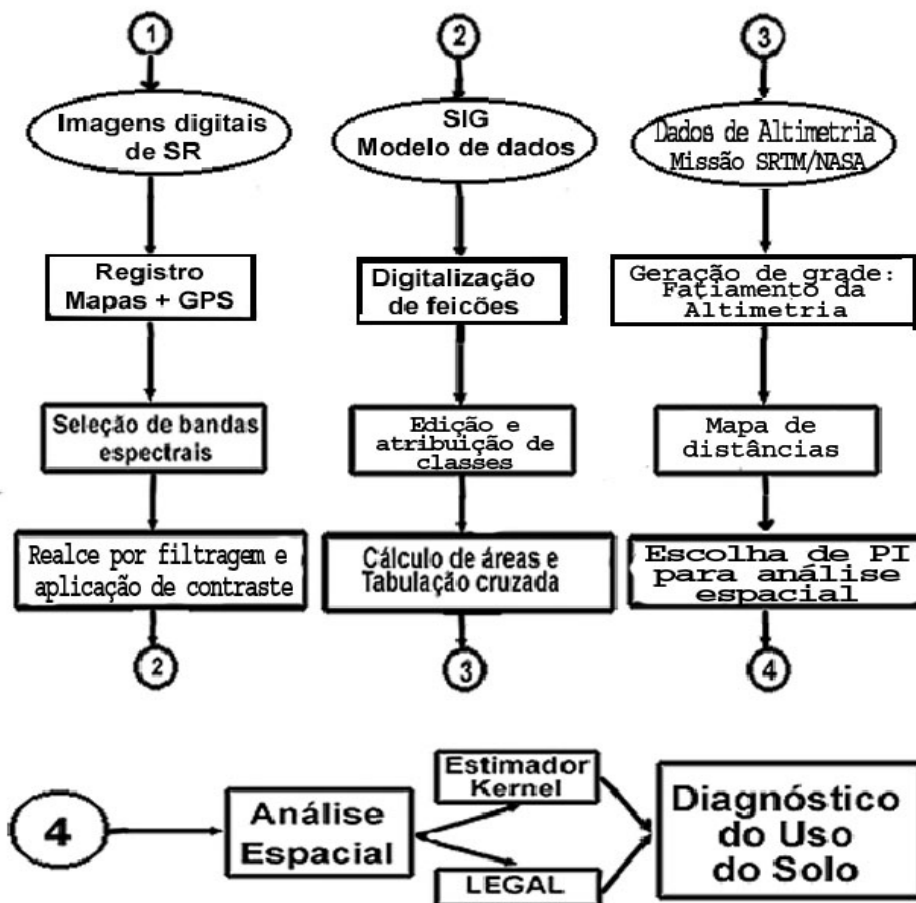 1
Imagens digitais
de SR
Registro
Mapas + GPS
Seleção de bandas
espectrais
Realce por filtragem e
aplicação de contraste
2
2
SIG
Modelo de dados
Digitalização
de feicões
Edição e
atribuição de
classes
Cálculo de áreas e
Tabulação cruzada
3
3
Dados de Altimetria
Missão SRTM/NASA
Geração de grade:
Fatiamento da
Altimetria
Mapa de
distâncias
Escolha de PI
para análise
espacial
4
4
Análise
Espacial
Estimador
Kernel
LEGAL
Diagnóstico
do Uso
do Solo